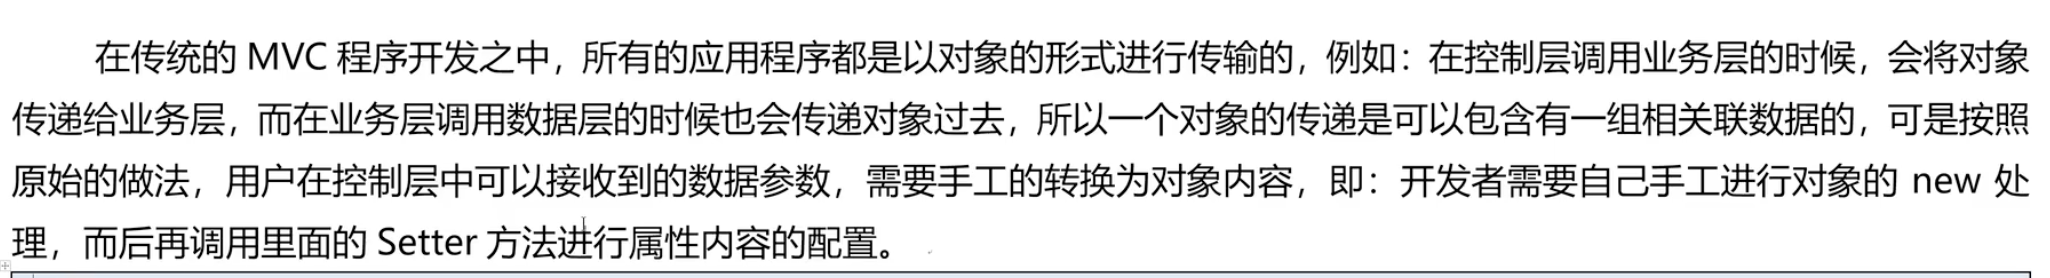 在传统的 MVC 程序开发之中，所有的应用程序都是以对象的形式进行传输的，例如：在控制层调用业务层的时候，会将对象
传递给业务层，而在业务层调用数据层的时候也会传递对象过去，所以一个对象的传递是可以包含有一组相关联数据的，可是按照
原始的做法，用户在控制层中可以接收到的数据参数，需要手工的转换为对象内容，即：开发者需要自己手工进行对象的 new 处
理，而后再调用里面的 Setter 方法进行属性内容的配置。